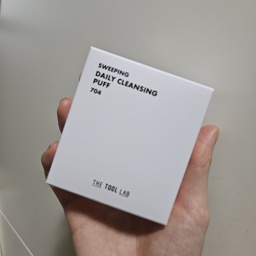 SWEEPING
DAILY CLEANSING
PUFF
704
THE TOOL LAB